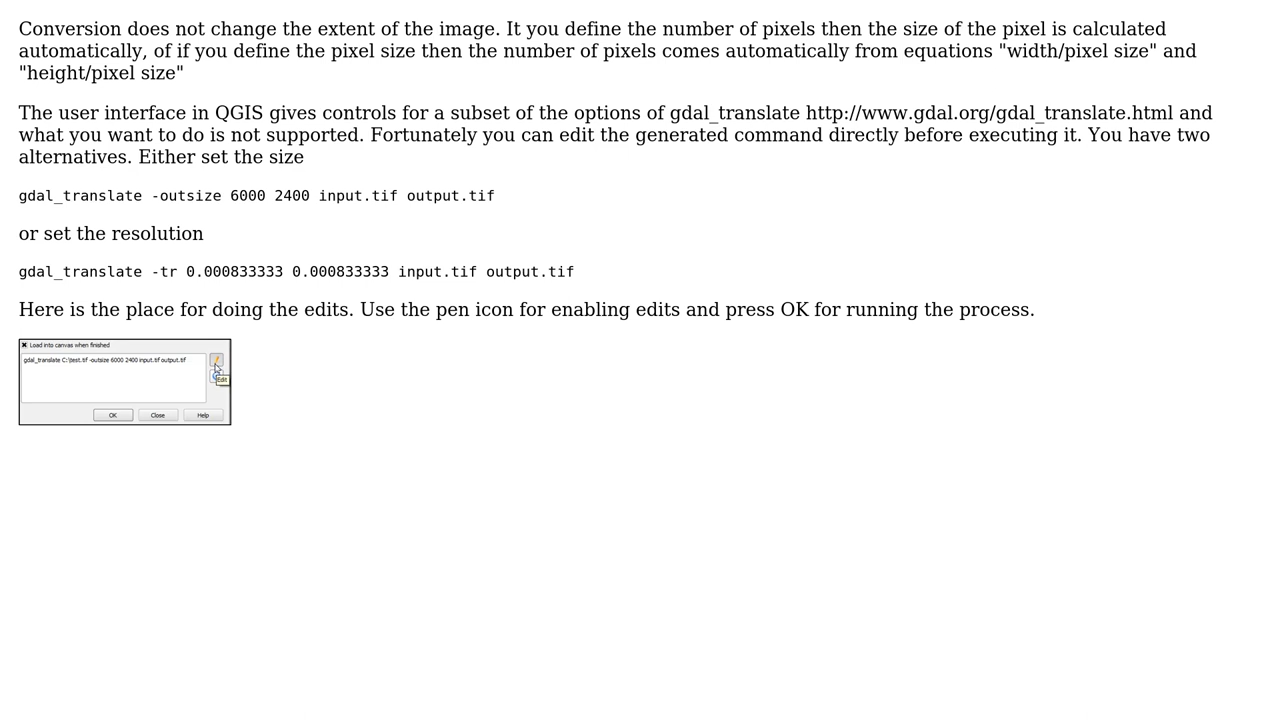 Conversion does not change the extent of the image. It you define the number of pixels then the size of the pixel is calculated
automatically, of if you define the pixel size then the number of pixels comes automatically from equations "width/pixel size" and
"height/pixel size"
The user interface in QGIS gives controls for a subset of the options of gdal_translate http://www.gdal.org/gdal_translate.html and
what you want to do is not supported. Fortunately you can edit the generated command directly before executing it. You have two
alternatives. Either set the size
gdal_translate -outsize 6000 2400 input.tif output.tif
or set the resolution
gdal_translate -tr 0.000833333 0.000833333 input.tif output.tif
Here is the place for doing the edits. Use the pen icon for enabling edits and press OK for running the process.
Load into canvas when finished
gdal_translate C:\test.tif -outsize 6000 2400 input.tif output.tif
Edit
OK Close Help